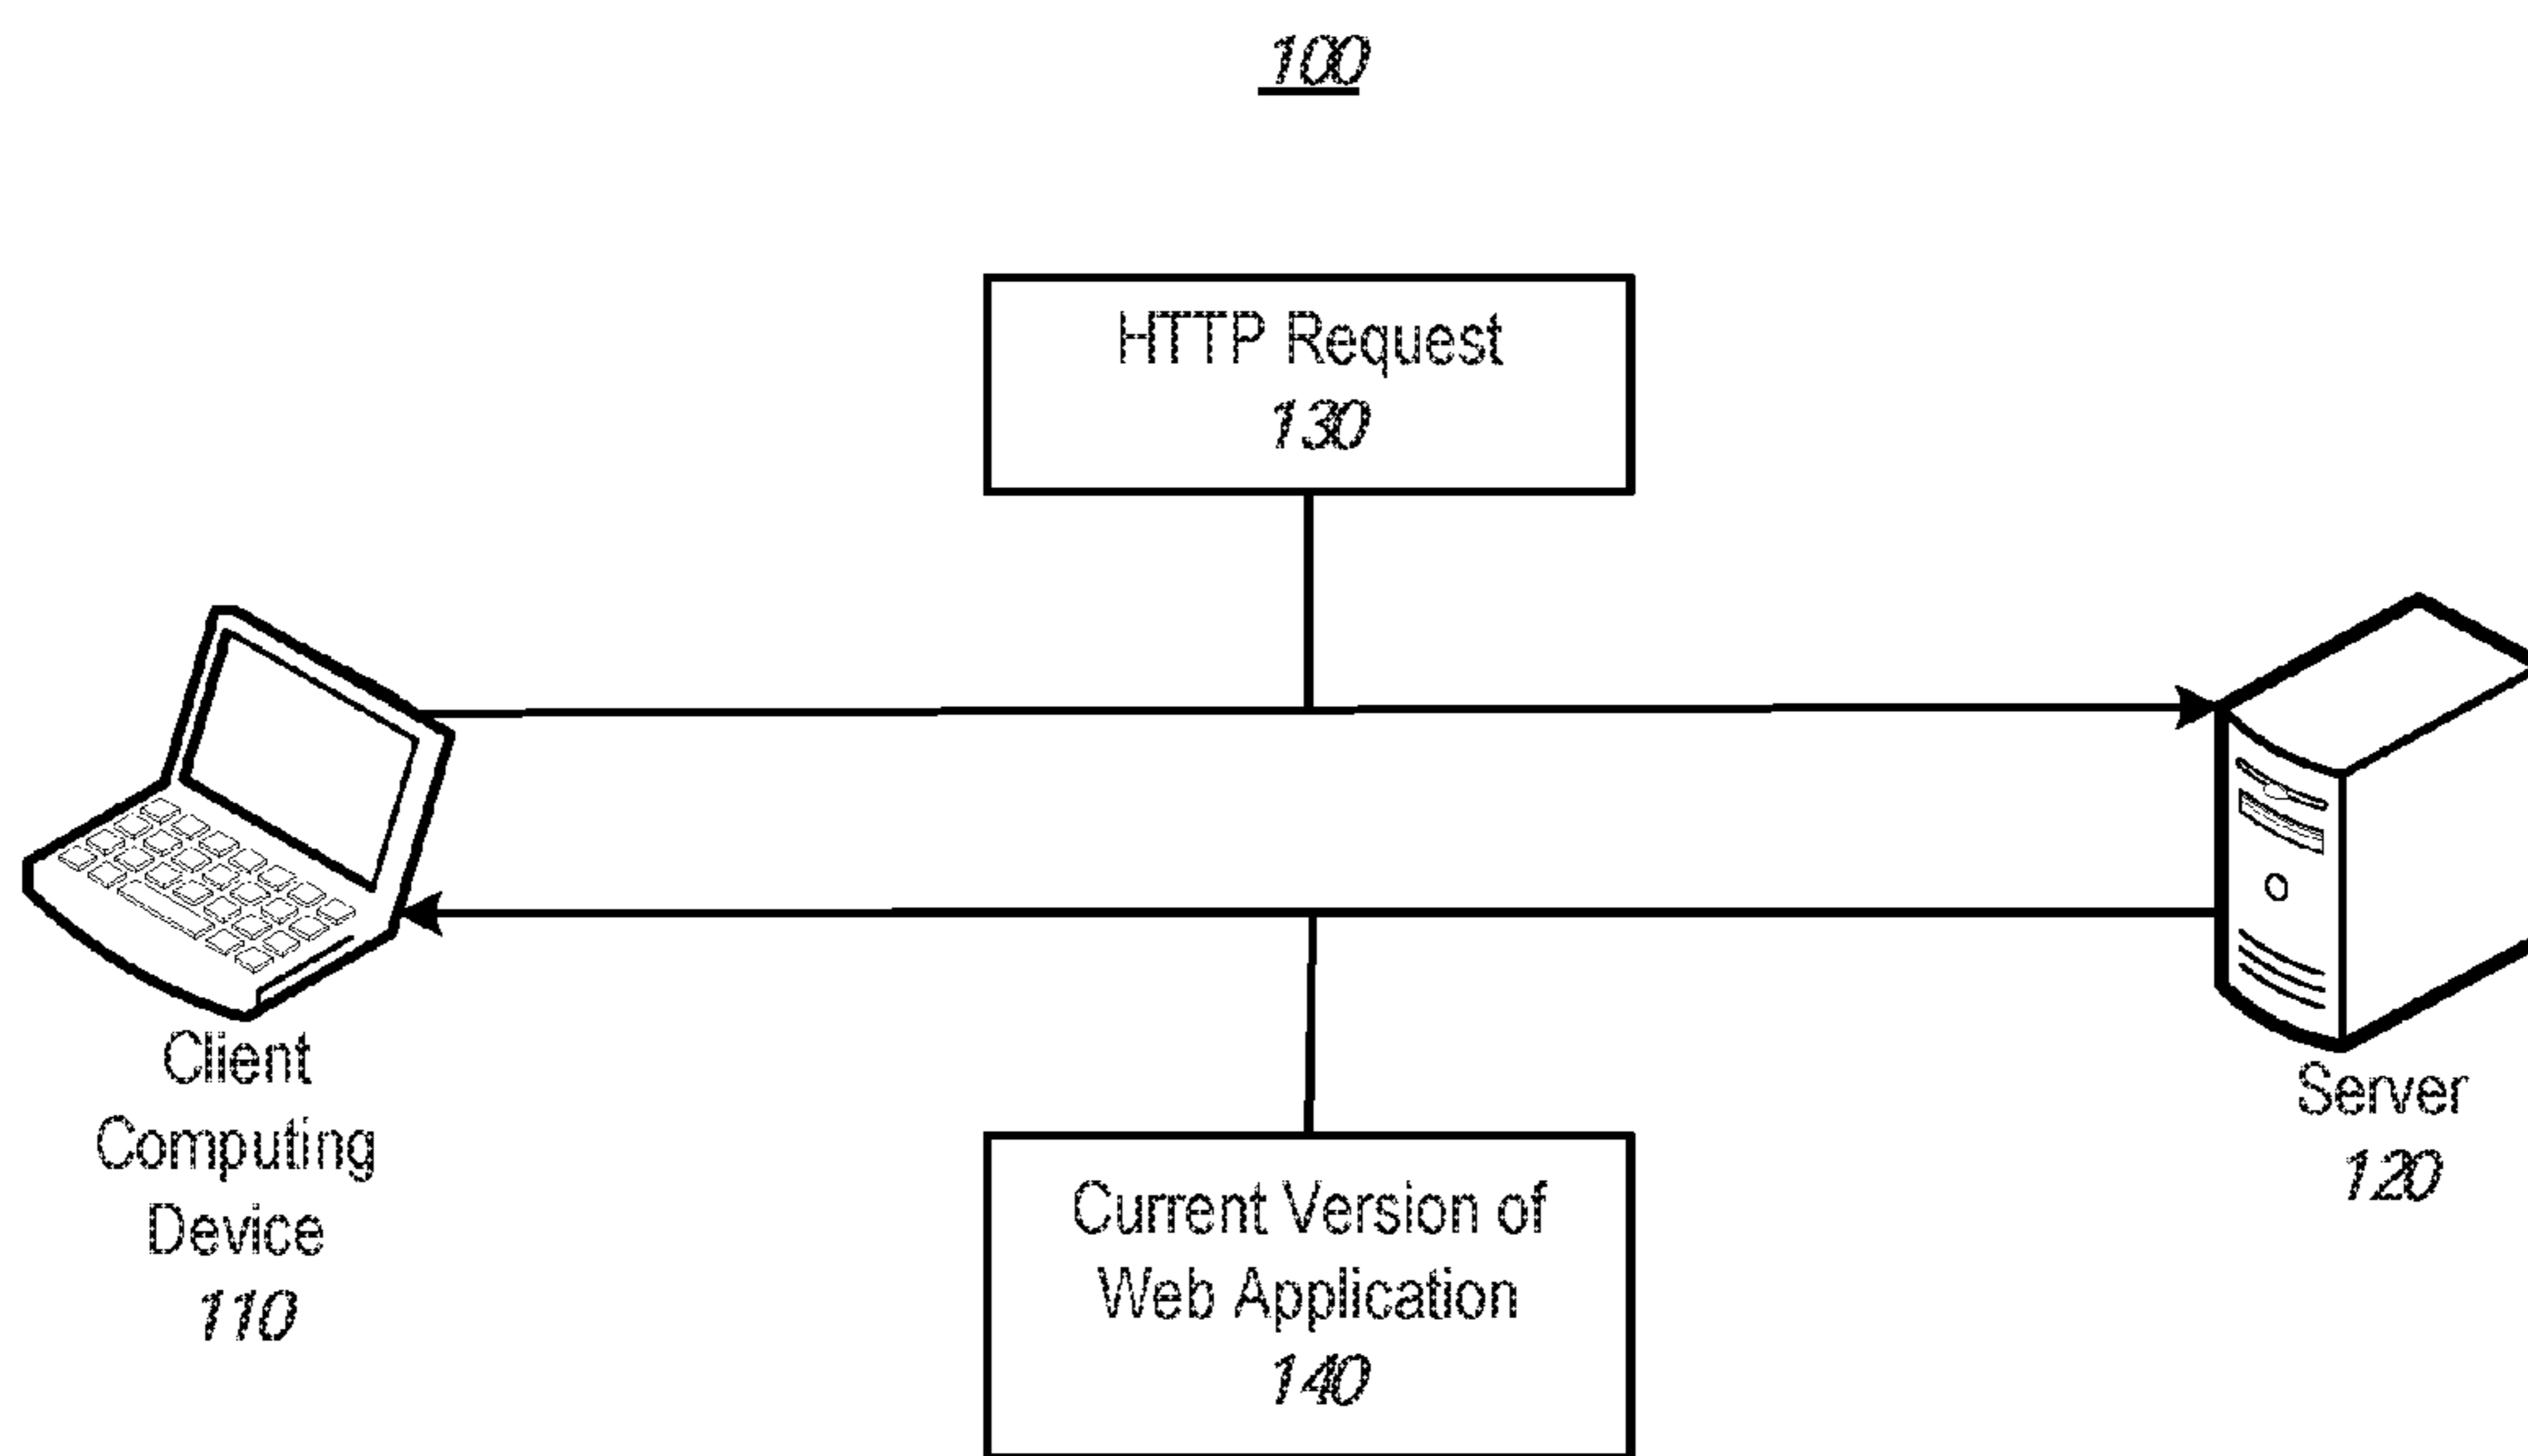 100
HTTP Request
130
Client
Computing
Device
110
Server
120
Current Version of
Web Application
140